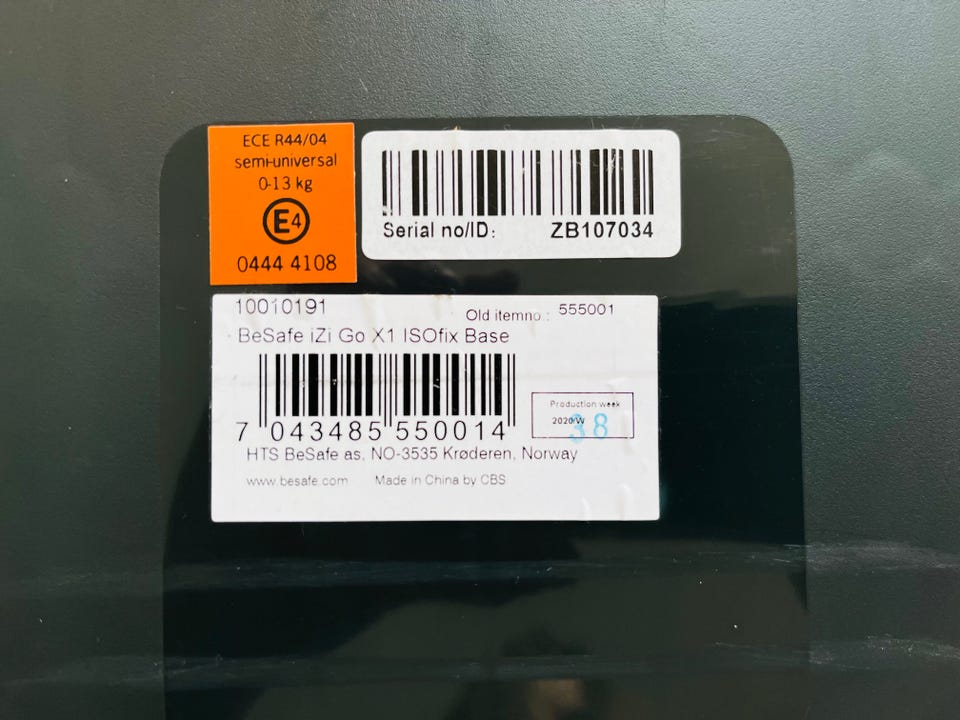 ECE R44/04
semi-universal
0-13 kg
E4
0444 4108
Serial no/ID: ZB107034
10010191 Old itemno.: 555001
BeSafe iZi Go X1 ISOfix Base
7 043485 550014
Production week
2020 W 38
HTS BeSafe as, NO-3535 Krøderen, Norway
www.besafe.com Made in China by CBS